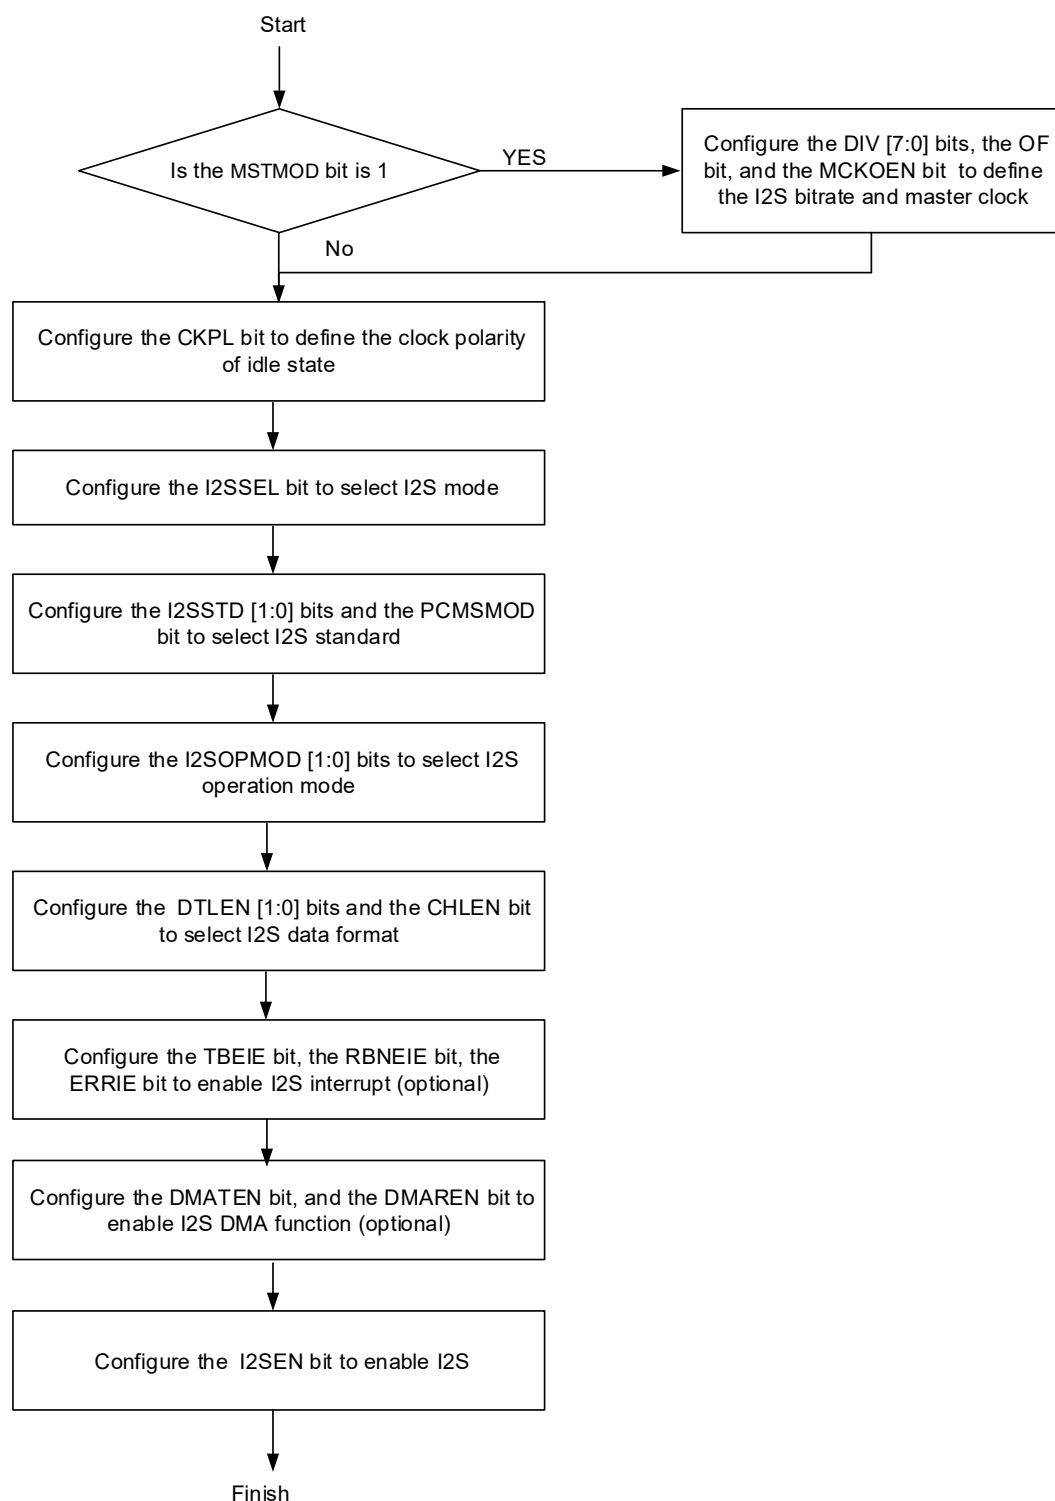 Start
Is the MSTMOD bit is 1
YES
Configure the DIV [7:0] bits, the OF
bit, and the MCKOEN bit to define
the I2S bitrate and master clock
No
Configure the CKPL bit to define the clock polarity
of idle state
Configure the I2SSEL bit to select I2S mode
Configure the I2SSTD [1:0] bits and the PCMSMOD
bit to select I2S standard
Configure the I2SOPMOD [1:0] bits to select I2S
operation mode
Configure the DTLEN [1:0] bits and the CHLEN bit
to select I2S data format
Configure the TBEIE bit, the RBNEIE bit, the
ERRIE bit to enable I2S interrupt (optional)
Configure the DMATEN bit, and the DMAREN bit to
enable I2S DMA function (optional)
Configure the I2SEN bit to enable I2S
Finish